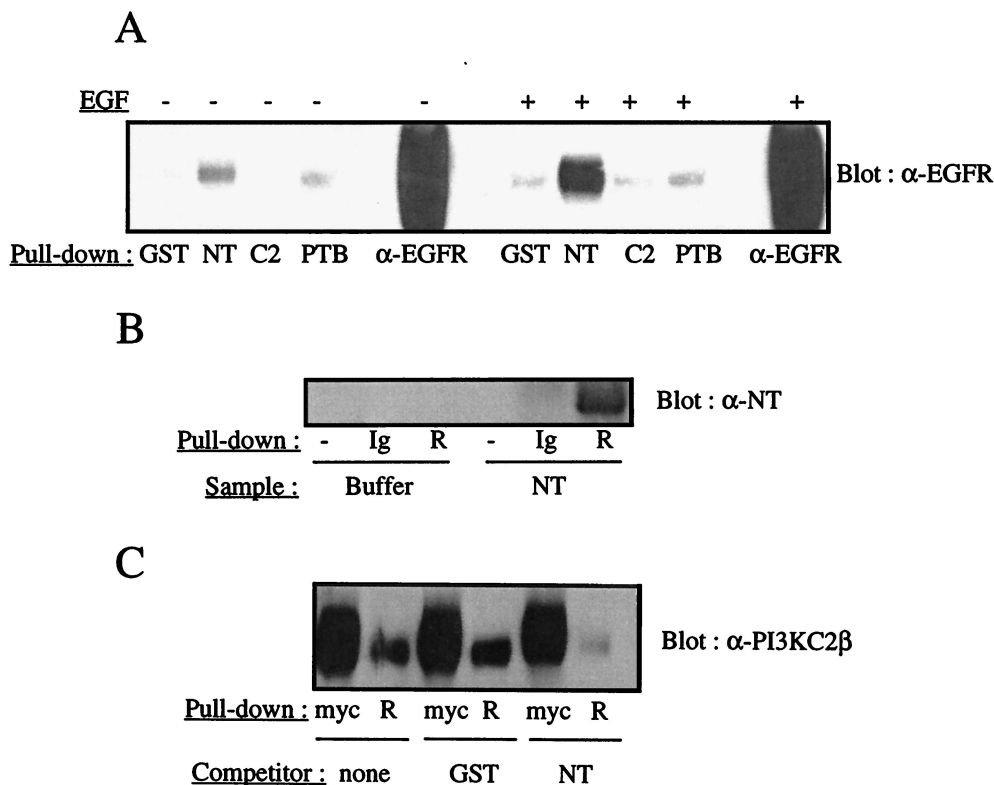 A
EGF - - - - - + + + + +
Blot : α-EGFR
Pull-down : GST NT C2 PTB α-EGFR GST NT C2 PTB α-EGFR
B
Blot : α-NT
Pull-down : - Ig R - Ig R
Sample : Buffer NT
C
Blot : α-PI3KC2β
Pull-down : myc R myc R myc R
Competitor : none GST NT